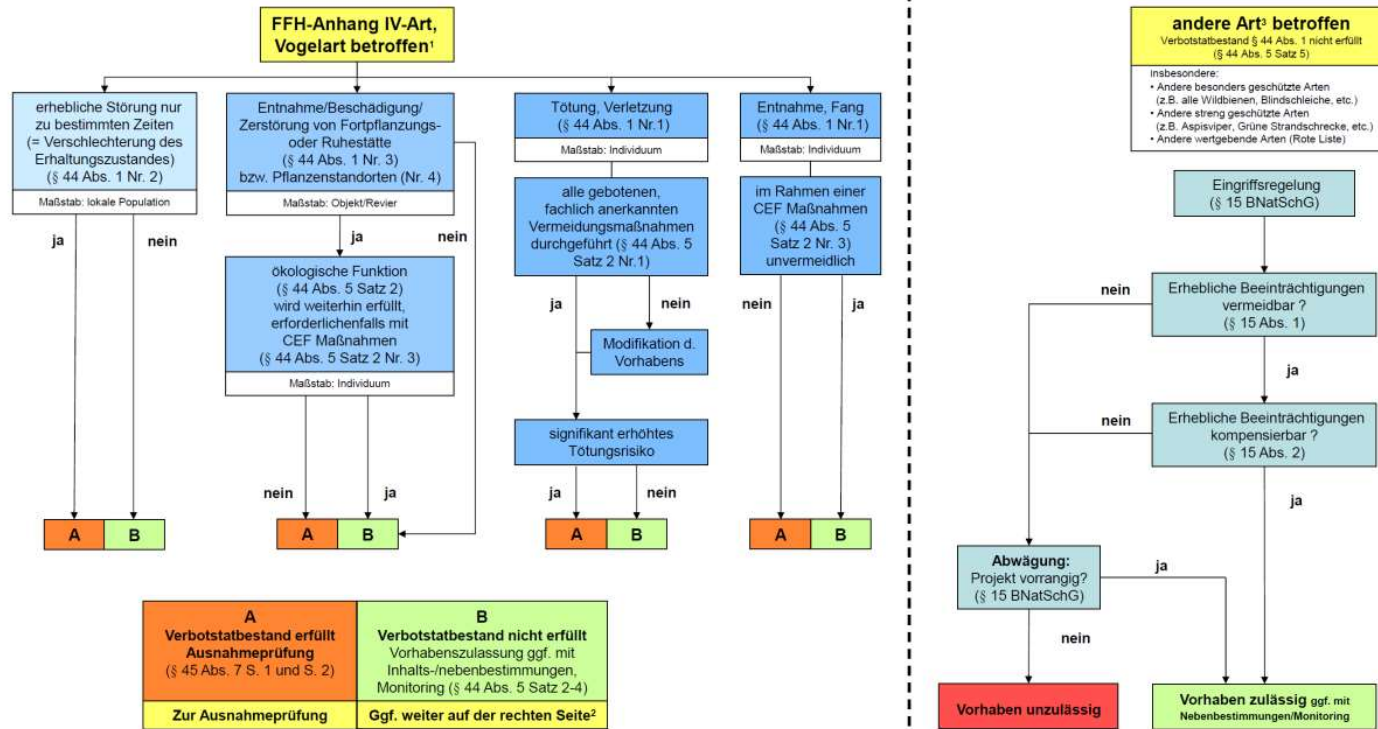 FFH-Anhang IV-Art,
Vogelart betroffen¹
erhebliche Störung nur
zu bestimmten Zeiten
(= Verschlechterung des
Erhaltungszustandes)
(§ 44 Abs. 1 Nr. 2)
Maßstab: lokale Population
ja
nein
A
B
Entnahme/Beschädigung/
Zerstörung von Fortpflanzungs-
oder Ruhestätte
(§ 44 Abs. 1 Nr. 3)
bzw. Pflanzenstandorten (Nr. 4)
Maßstab: Objekt/Revier
ja
nein
ökologische Funktion
(§ 44 Abs. 5 Satz 2)
wird weiterhin erfüllt,
erforderlichenfalls mit
CEF Maßnahmen
(§ 44 Abs. 5 Satz 2 Nr. 3)
Maßstab: Individuum
nein
ja
A
B
Tötung, Verletzung
(§ 44 Abs. 1 Nr.1)
Maßstab: Individuum
alle gebotenen,
fachlich anerkannten
Vermeidungsmaßnahmen
durchgeführt (§ 44 Abs. 5
Satz 2 Nr.1)
ja
nein
Modifikation d.
Vorhabens
signifikant erhöhtes
Tötungsrisiko
ja
nein
A
B
Entnahme, Fang
(§ 44 Abs. 1 Nr.1)
Maßstab: Individuum
im Rahmen einer
CEF Maßnahmen
(§ 44 Abs. 5
Satz 2 Nr. 3)
unvermeidlich
nein
ja
A
B
A
Verbotstatbestand erfüllt
Ausnahmeprüfung
(§ 45 Abs. 7 S. 1 und S. 2)
Zur Ausnahmeprüfung
B
Verbotstatbestand nicht erfüllt
Vorhabenszulassung ggf. mit
Inhalts-/nebenbestimmungen,
Monitoring (§ 44 Abs. 5 Satz 2-4)
Ggf. weiter auf der rechten Seite²
andere Art³ betroffen
Verbotstatbestand § 44 Abs. 1 nicht erfüllt
(§ 44 Abs. 5 Satz 5)
Insbesondere:
• Andere besonders geschützte Arten
(z.B. alle Wildbienen, Blindschleiche, etc.)
• Andere streng geschützte Arten
(z.B. Aspisviper, Grüne Strandschrecke, etc.)
• Andere wertgebende Arten (Rote Liste)
Eingriffsregelung
(§ 15 BNatSchG)
Erhebliche Beeinträchtigungen
vermeidbar ?
(§ 15 Abs. 1)
nein
ja
Erhebliche Beeinträchtigungen
kompensierbar ?
(§ 15 Abs. 2)
nein
ja
Abwägung:
Projekt vorrangig?
(§ 15 BNatSchG)
ja
nein
Vorhaben unzulässig
Vorhaben zulässig ggf. mit
Nebenbestimmungen/Monitoring